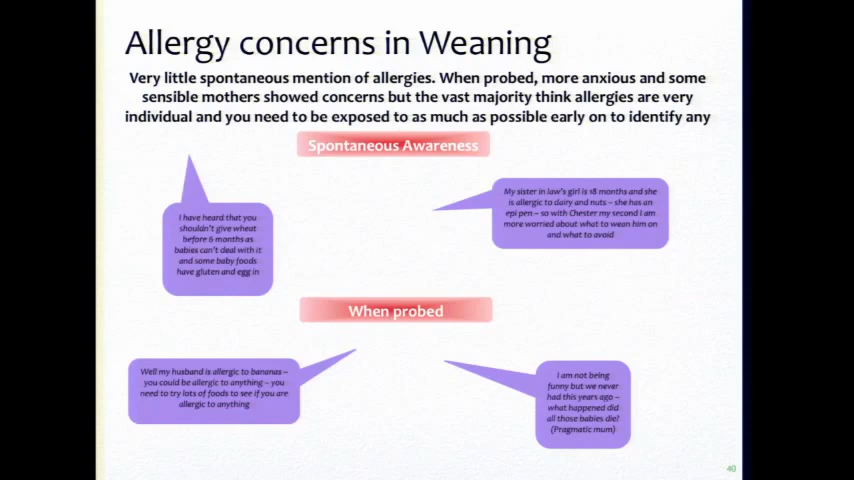 Allergy concerns in Weaning
Very little spontaneous mention of allergies. When probed, more anxious and some
sensible mothers showed concerns but the vast majority think allergies are very
individual and you need to be exposed to as much as possible early on to identify any
Spontaneous Awareness
I have heard that you
shouldn't give wheat
before 6 months as
babies can't deal with it
and some baby foods
have gluten and egg in
My sister in law's girl is 18 months and she
is allergic to dairy and nuts – she has an
epi pen – so with Chester my second I am
more worried about what to wean him on
and what to avoid
When probed
Well my husband is allergic to bananas –
you could be allergic to anything – you
need to try lots of foods to see if you are
allergic to anything
I am not being
funny but we never
had this years ago –
what happened did
all those babies die?
(Pragmatic mum)
40